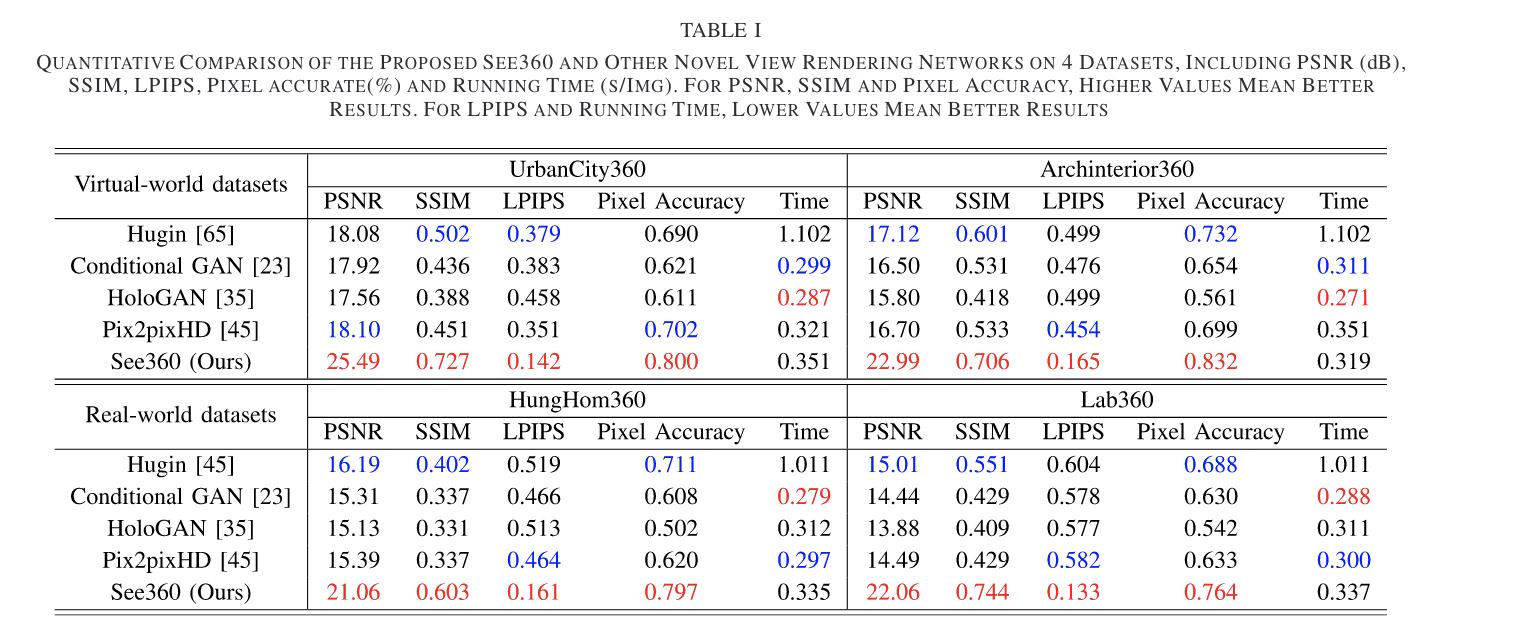 TABLE I
QUANTITATIVE COMPARISON OF THE PROPOSED SEE360 AND OTHER NOVEL VIEW RENDERING NETWORKS ON 4 DATASETS, INCLUDING PSNR (dB),
SSIM, LPIPS, PIXEL ACCURATE(%) AND RUNNING TIME (S/IMG). FOR PSNR, SSIM AND PIXEL ACCURACY, HIGHER VALUES MEAN BETTER
RESULTS. FOR LPIPS AND RUNNING TIME, LOWER VALUES MEAN BETTER RESULTS
Virtual-world datasets UrbanCity360 Archinterior360
PSNR SSIM LPIPS Pixel Accuracy Time PSNR SSIM LPIPS Pixel Accuracy Time
Hugin [65] 18.08 0.502 0.379 0.690 1.102 17.12 0.601 0.499 0.732 1.102
Conditional GAN [23] 17.92 0.436 0.383 0.621 0.299 16.50 0.531 0.476 0.654 0.311
HoloGAN [35] 17.56 0.388 0.458 0.611 0.287 15.80 0.418 0.499 0.561 0.271
Pix2pixHD [45] 18.10 0.451 0.351 0.702 0.321 16.70 0.533 0.454 0.699 0.351
See360 (Ours) 25.49 0.727 0.142 0.800 0.351 22.99 0.706 0.165 0.832 0.319
Real-world datasets HungHom360 Lab360
PSNR SSIM LPIPS Pixel Accuracy Time PSNR SSIM LPIPS Pixel Accuracy Time
Hugin [45] 16.19 0.402 0.519 0.711 1.011 15.01 0.551 0.604 0.688 1.011
Conditional GAN [23] 15.31 0.337 0.466 0.608 0.279 14.44 0.429 0.578 0.630 0.288
HoloGAN [35] 15.13 0.331 0.513 0.502 0.312 13.88 0.409 0.577 0.542 0.311
Pix2pixHD [45] 15.39 0.337 0.464 0.620 0.297 14.49 0.429 0.582 0.633 0.300
See360 (Ours) 21.06 0.603 0.161 0.797 0.335 22.06 0.744 0.133 0.764 0.337